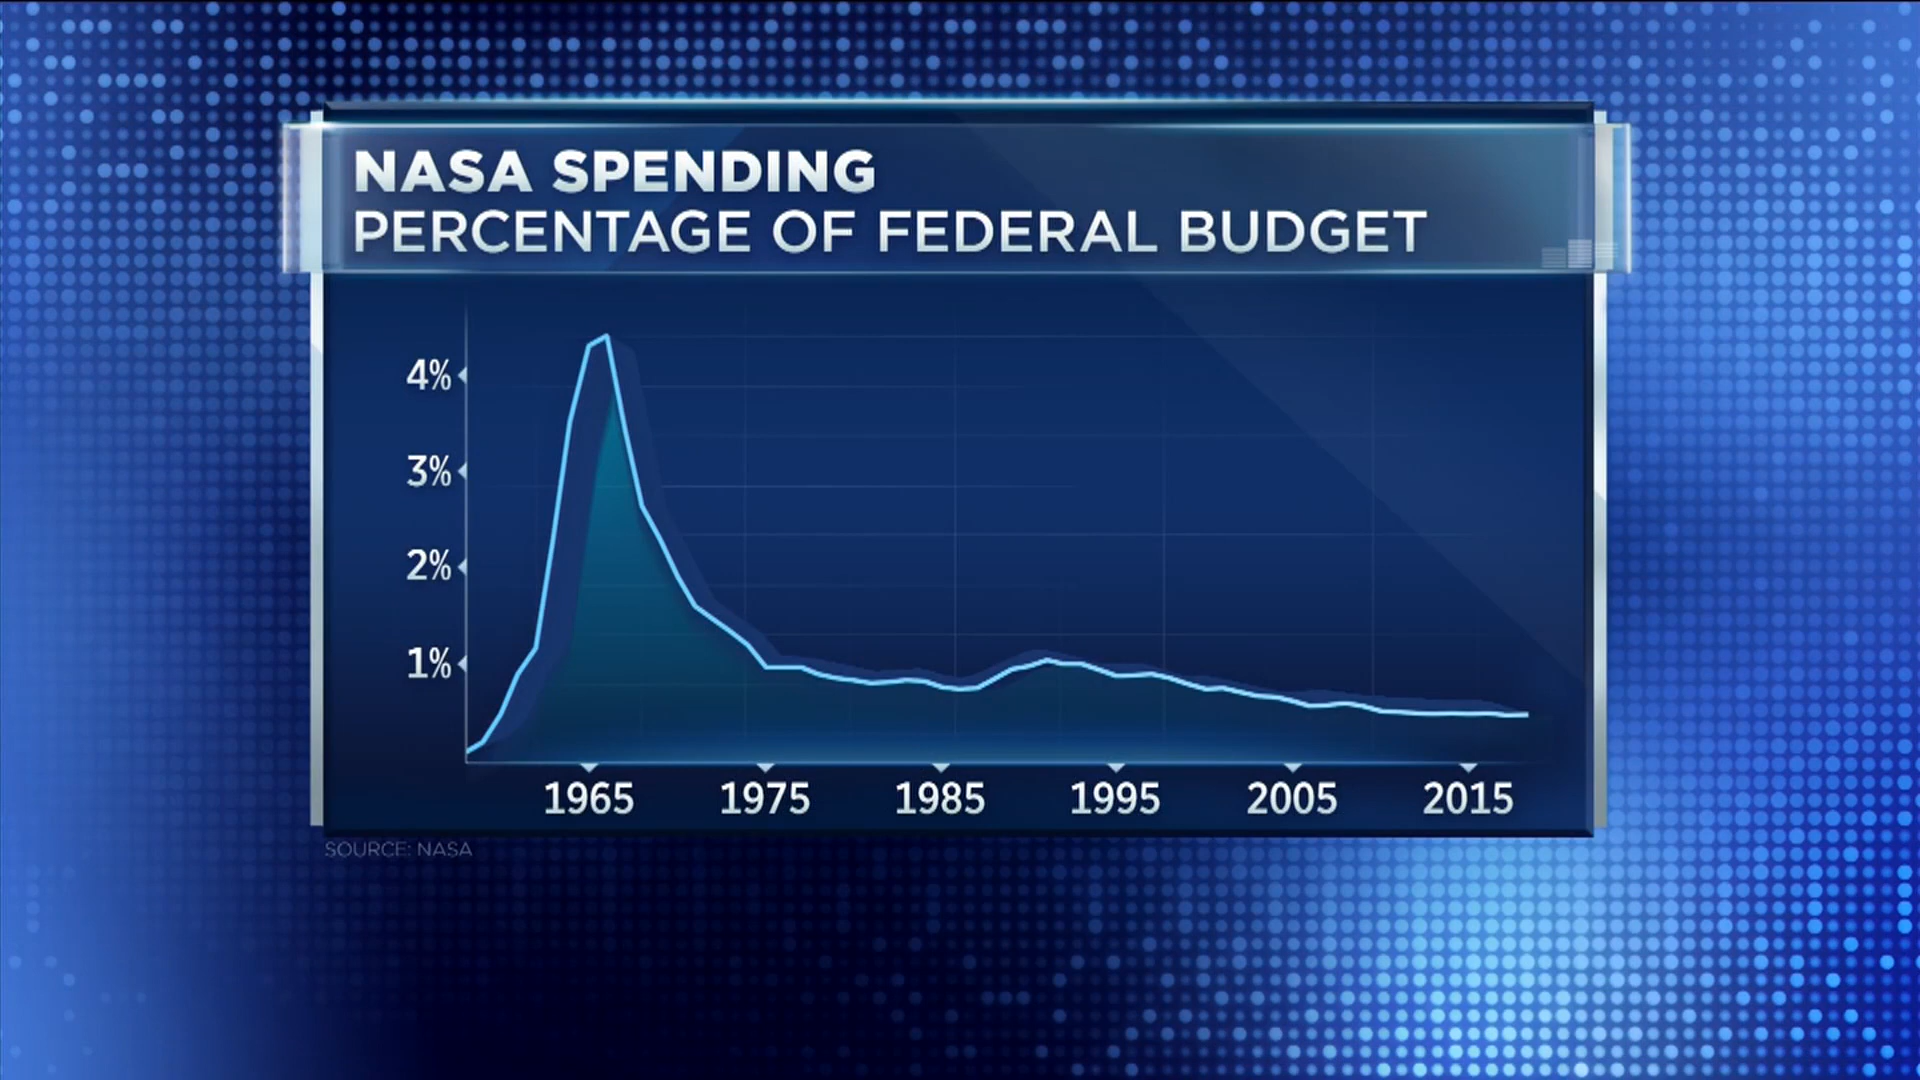 NASA SPENDING
PERCENTAGE OF FEDERAL BUDGET
4%
3%
2%
1%
1965 1975 1985 1995 2005 2015
SOURCE: NASA